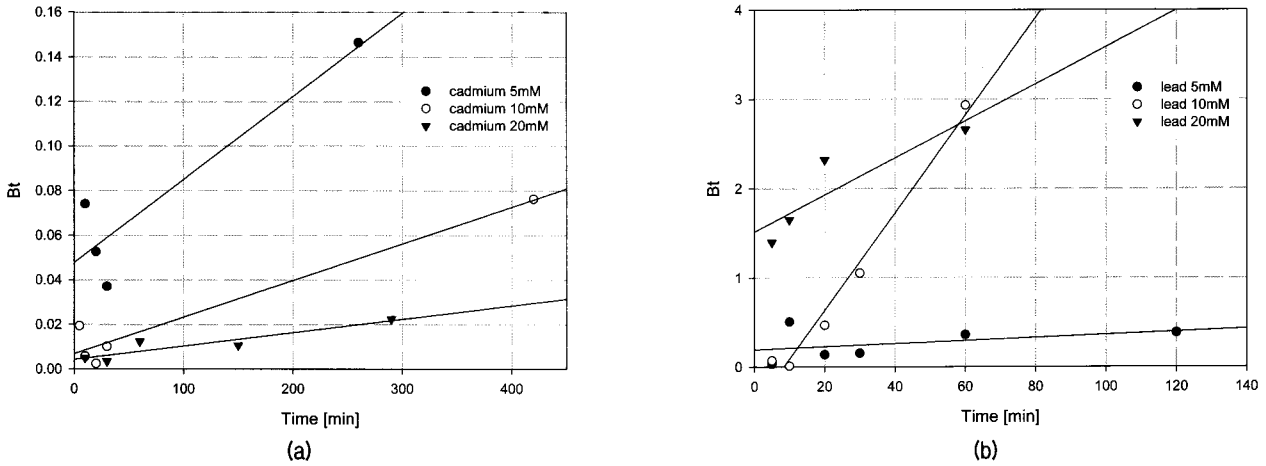 0.16
0.14
0.12
0.10
0.08
0.06
0.04
0.02
0.00
Bt
cadmium 5mM
cadmium 10mM
cadmium 20mM
0 100 200 300 400
Time [min]
(a)
4
3
2
1
0
Bt
lead 5mM
lead 10mM
lead 20mM
0 20 40 60 80 100 120 140
Time [min]
(b)